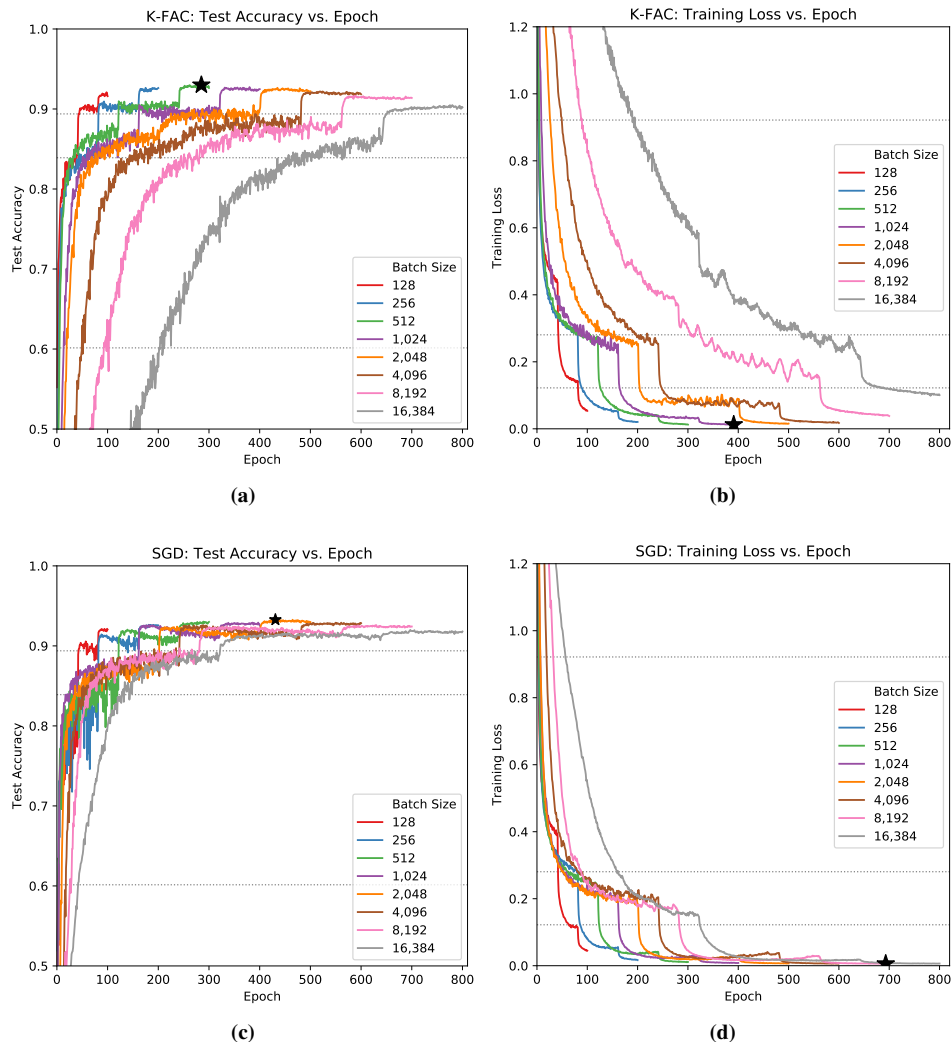 K-FAC: Test Accuracy vs. Epoch
1.0
0.9
0.8
0.7
0.6
0.5
Test Accuracy
Batch Size
128
256
512
1,024
2,048
4,096
8,192
16,384
0 100 200 300 400 500 600 700 800
Epoch
(a)
K-FAC: Training Loss vs. Epoch
1.2
1.0
0.8
0.6
0.4
0.2
0.0
Training Loss
Batch Size
128
256
512
1,024
2,048
4,096
8,192
16,384
0 100 200 300 400 500 600 700 800
Epoch
(b)
SGD: Test Accuracy vs. Epoch
1.0
0.9
0.8
0.7
0.6
0.5
Test Accuracy
Batch Size
128
256
512
1,024
2,048
4,096
8,192
16,384
0 100 200 300 400 500 600 700 800
Epoch
(c)
SGD: Training Loss vs. Epoch
1.2
1.0
0.8
0.6
0.4
0.2
0.0
Training Loss
Batch Size
128
256
512
1,024
2,048
4,096
8,192
16,384
0 100 200 300 400 500 600 700 800
Epoch
(d)